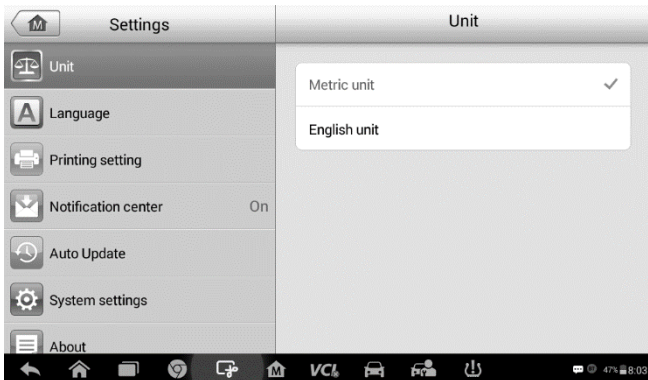 M
Settings
Unit
Unit
Metric unit
English unit
A
Language
Printing setting
Notification center On
Auto Update
System settings
About
M VCI 47% 8:03